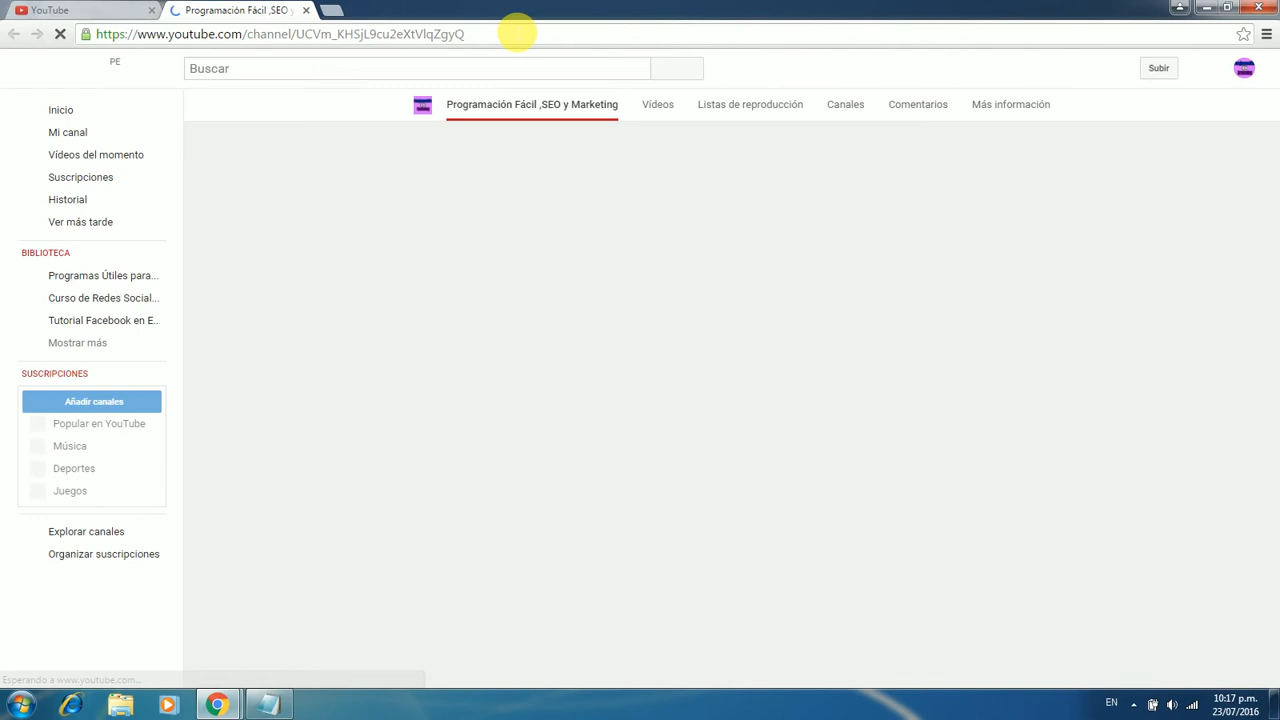 YouTube
Programación Fácil ,SEO y
https://www.youtube.com/channel/UCVm_KHSjL9cu2eXtVlqZgyQ
PE
Buscar
Subir
Programación Fácil ,SEO y Marketing
Vídeos
Listas de reproducción
Canales
Comentarios
Más información
Inicio
Mi canal
Vídeos del momento
Suscripciones
Historial
Ver más tarde
BIBLIOTECA
Programas Útiles para...
Curso de Redes Social...
Tutorial Facebook en E...
Mostrar más
SUSCRIPCIONES
Añadir canales
Popular en YouTube
Música
Deportes
Juegos
Explorar canales
Organizar suscripciones
Esperando a www.youtube.com...
EN
10:17 p.m.
23/07/2016